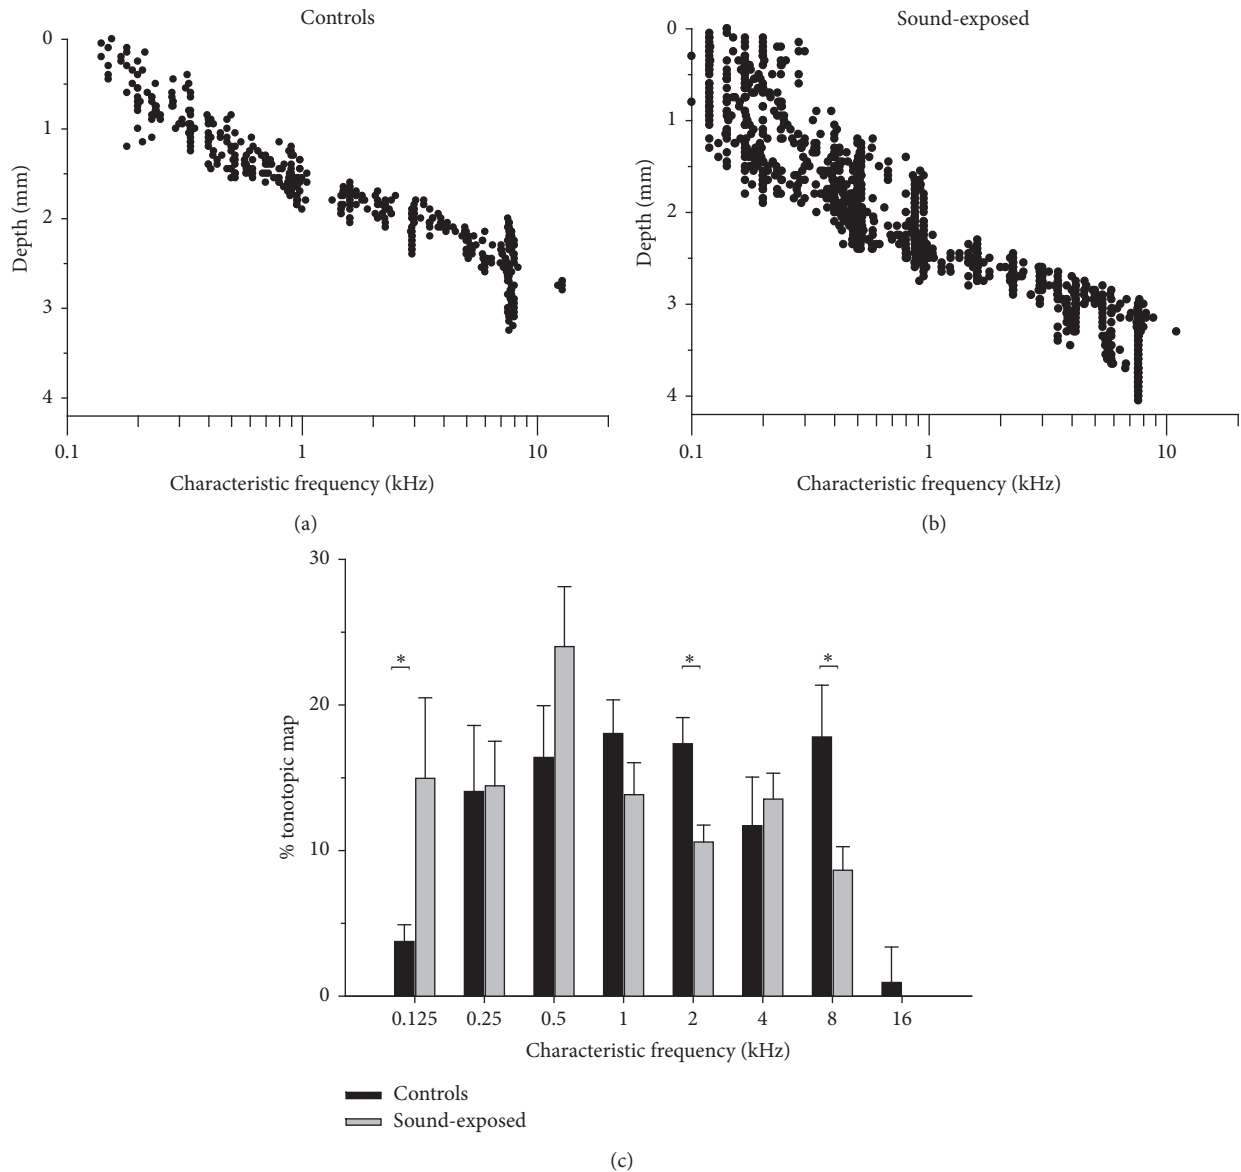 Controls
0
1
2
3
4
Depth (mm)
0.1 1 10
Characteristic frequency (kHz)
(a)
Sound-exposed
0
1
2
3
4
Depth (mm)
0.1 1 10
Characteristic frequency (kHz)
(b)
30
20
10
0
% tonotopic map
* * *
0.125 0.25 0.5 1 2 4 8 16
Characteristic frequency (kHz)
Controls
Sound-exposed
(c)